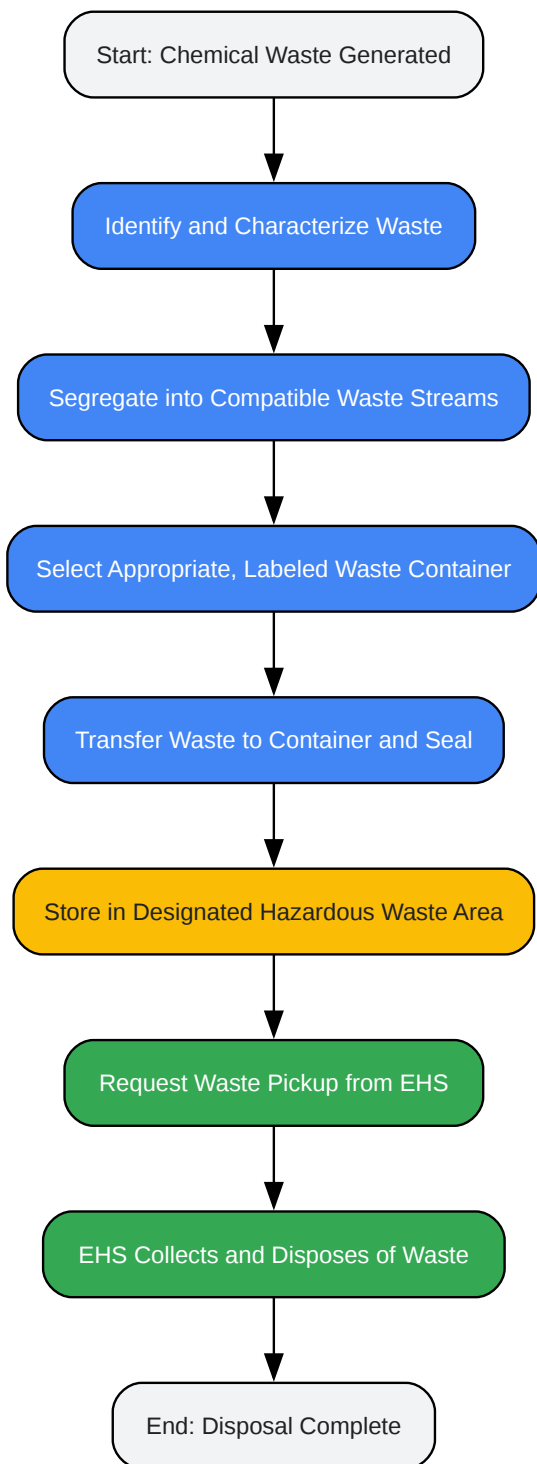 Start: Chemical Waste Generated
Identify and Characterize Waste
Segregate into Compatible Waste Streams
Select Appropriate, Labeled Waste Container
Transfer Waste to Container and Seal
Store in Designated Hazardous Waste Area
Request Waste Pickup from EHS
EHS Collects and Disposes of Waste
End: Disposal Complete